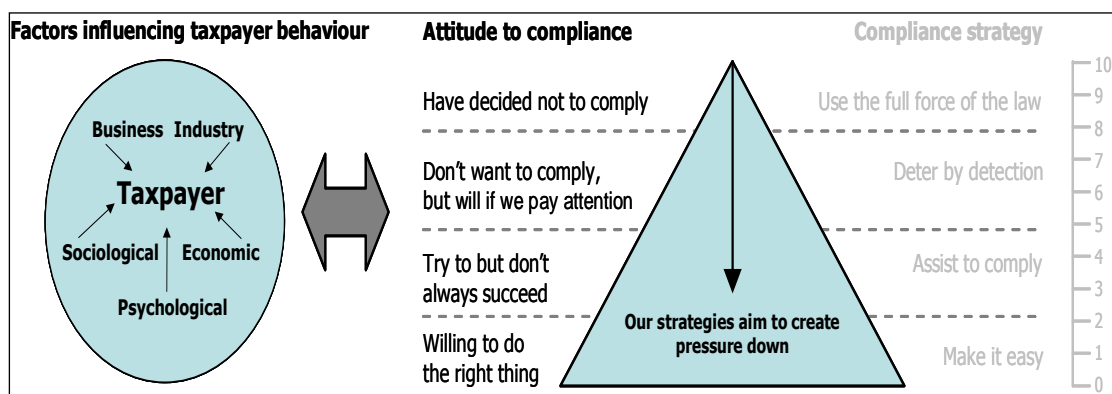 Factors influencing taxpayer behaviour
Business Industry
Taxpayer
Sociological Economic
Psychological
Attitude to compliance
Have decided not to comply
Don't want to comply,
but will if we pay attention
Try to but don't
always succeed
Willing to do
the right thing
Our strategies aim to create
pressure down
Compliance strategy
Use the full force of the law
Deter by detection
Assist to comply
Make it easy
10
9
8
7
6
5
4
3
2
1
0